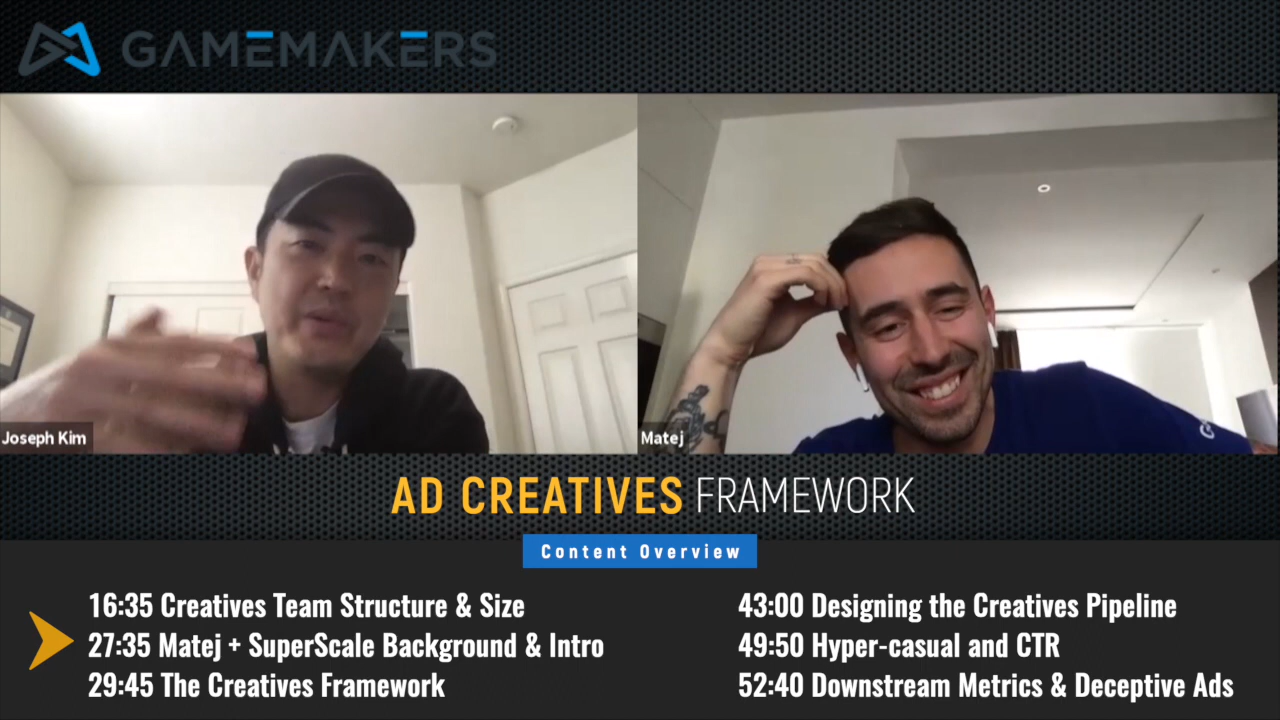 GAMEMAKERS
Joseph Kim
Matej
AD CREATIVES FRAMEWORK
Content Overview
16:35 Creatives Team Structure & Size
27:35 Matej + SuperScale Background & Intro
29:45 The Creatives Framework
43:00 Designing the Creatives Pipeline
49:50 Hyper-casual and CTR
52:40 Downstream Metrics & Deceptive Ads